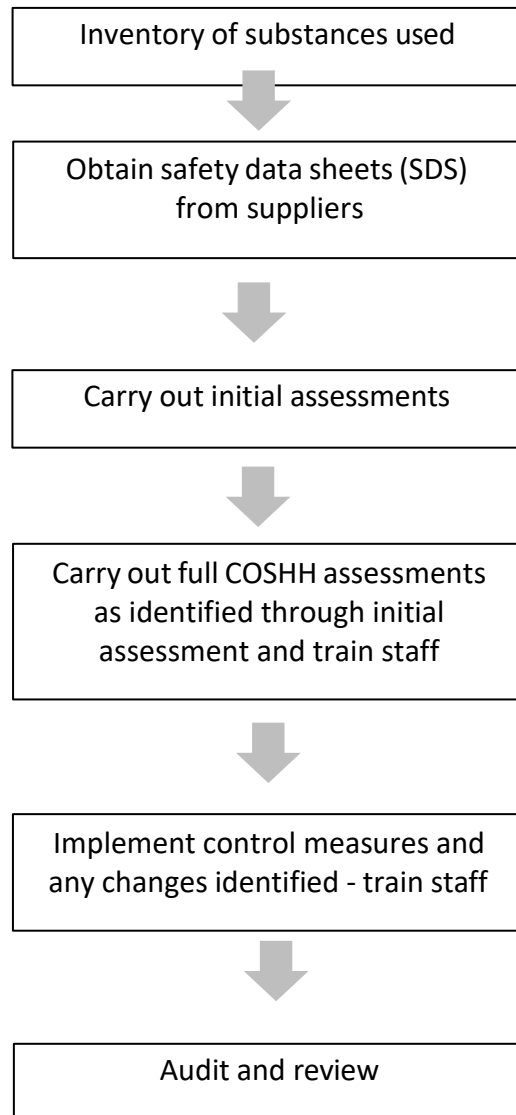 Inventory of substances used
Obtain safety data sheets (SDS)
from suppliers
Carry out initial assessments
Carry out full COSHH assessments
as identified through initial
assessment and train staff
Implement control measures and
any changes identified - train staff
Audit and review